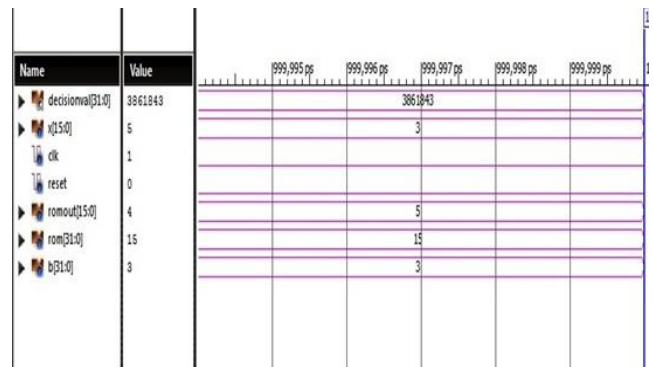 1
Name Value 999,995 ps 999,996 ps 999,997 ps 999,998 ps 999,999 ps 1
decisionval[31:0] 3861843 3861843
x[15:0] 5 3
clk 1
reset 0
romout[15:0] 4 5
rom[31:0] 15 15
b[31:0] 3 3